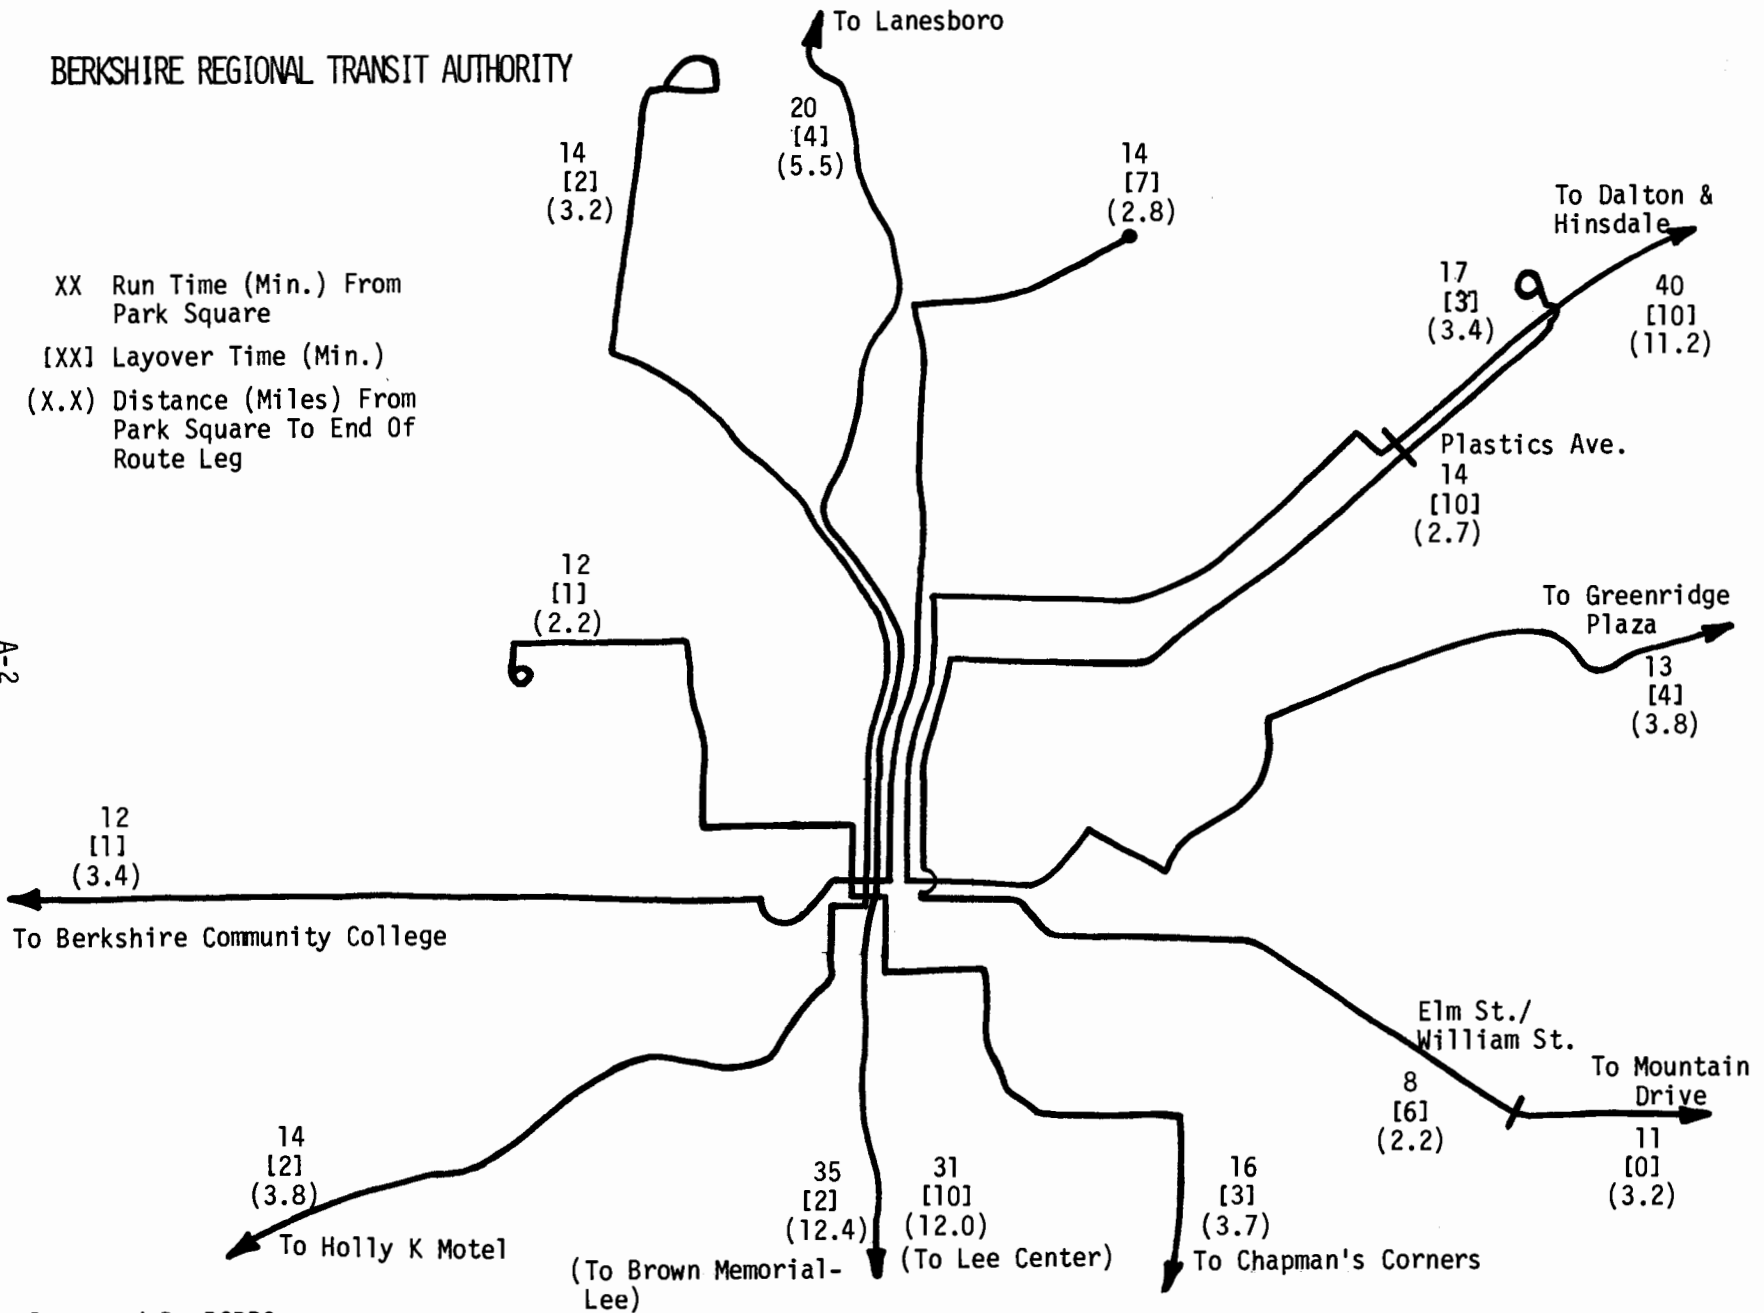 BERKSHIRE REGIONAL TRANSIT AUTHORITY
To Lanesboro
20
[4]
(5.5)
14
[2]
(3.2)
14
[7]
(2.8)
To Dalton &
Hinsdale
17
[3]
(3.4)
40
[10]
(11.2)
XX Run Time (Min.) From
Park Square
[XX] Layover Time (Min.)
(X.X) Distance (Miles) From
Park Square To End Of
Route Leg
Plastics Ave.
14
[10]
(2.7)
12
[1]
(2.2)
To Greenridge
Plaza
13
[4]
(3.8)
A-2
12
[1]
(3.4)
To Berkshire Community College
Elm St./
William St.
8
[6]
(2.2)
To Mountain
Drive
11
[0]
(3.2)
14
[2]
(3.8)
To Holly K Motel
35
[2]
(12.4)
(To Brown Memorial-
Lee)
31
[10]
(12.0)
(To Lee Center)
16
[3]
(3.7)
To Chapman's Corners